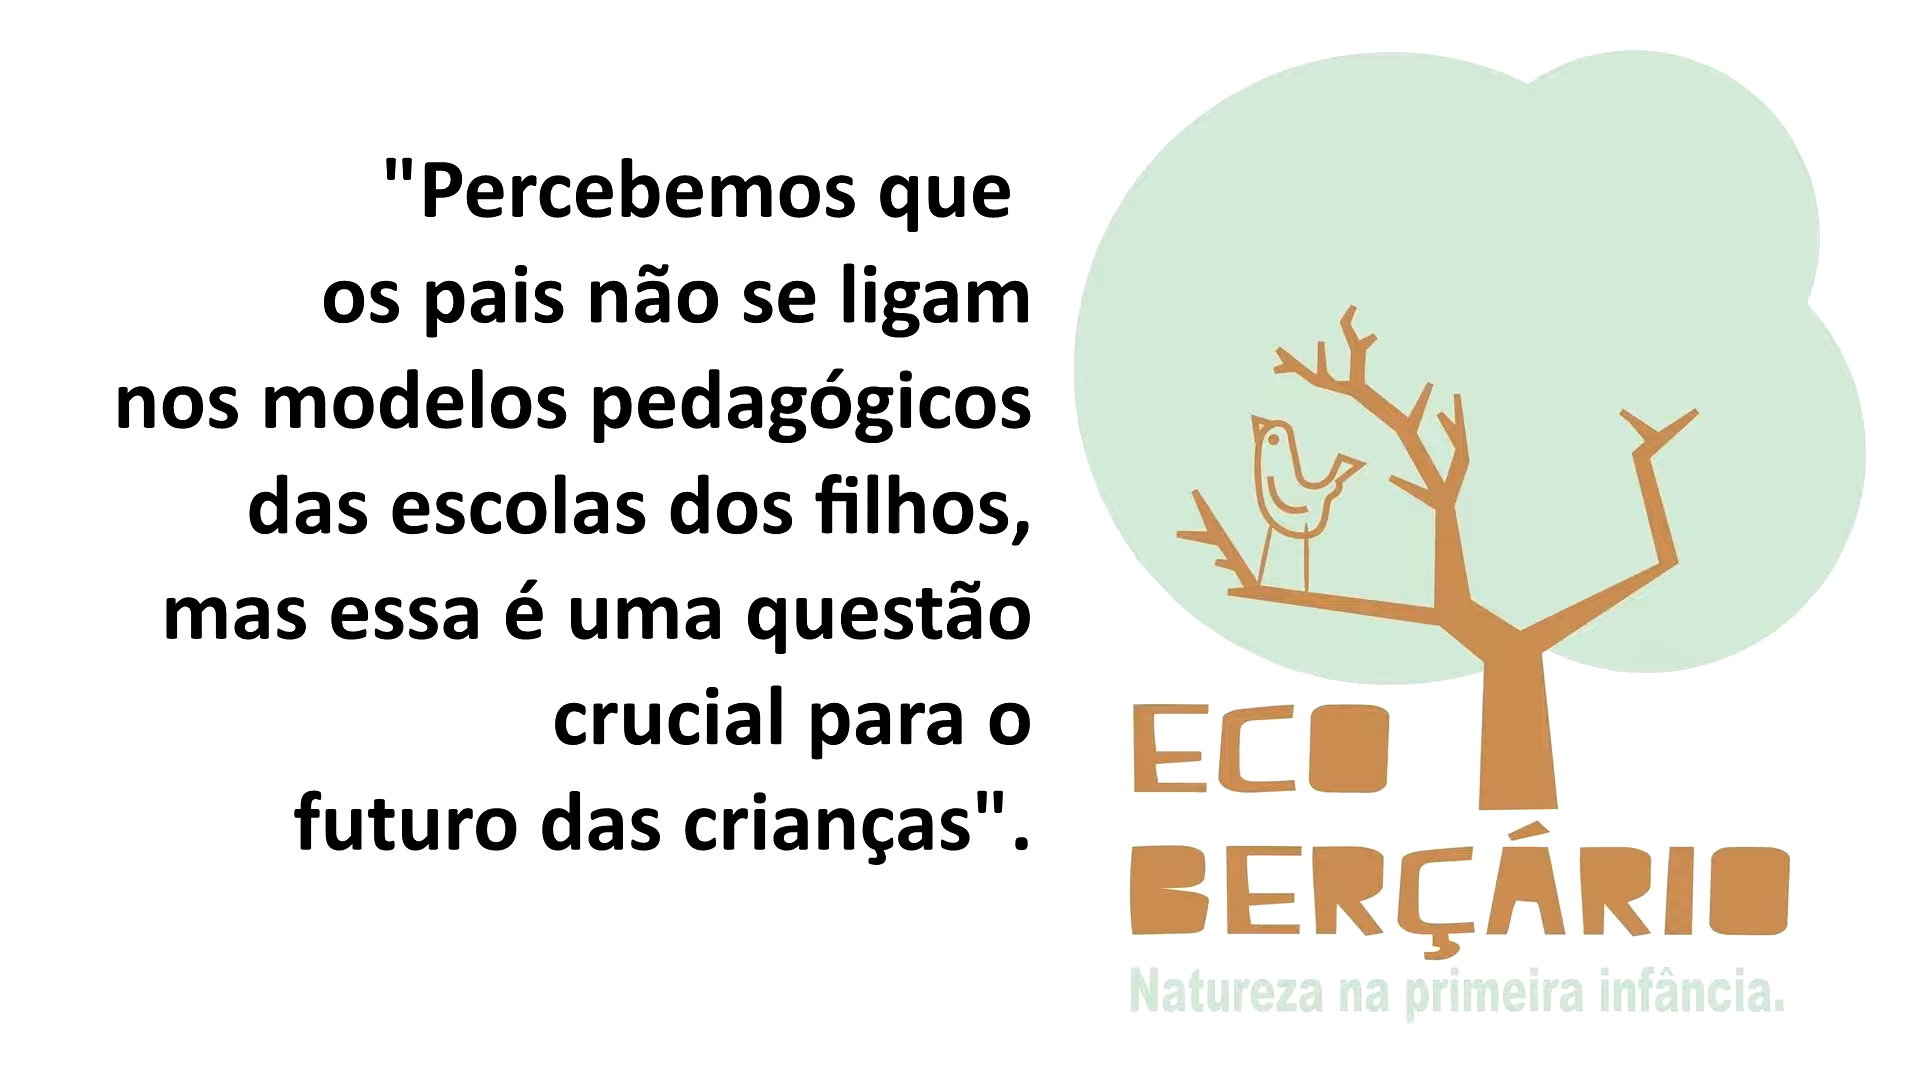 "Percebemos que
os pais não se ligam
nos modelos pedagógicos
das escolas dos filhos,
mas essa é uma questão
crucial para o
futuro das crianças".
ECO
BERÇÁRIO
Natureza na primeira infância.